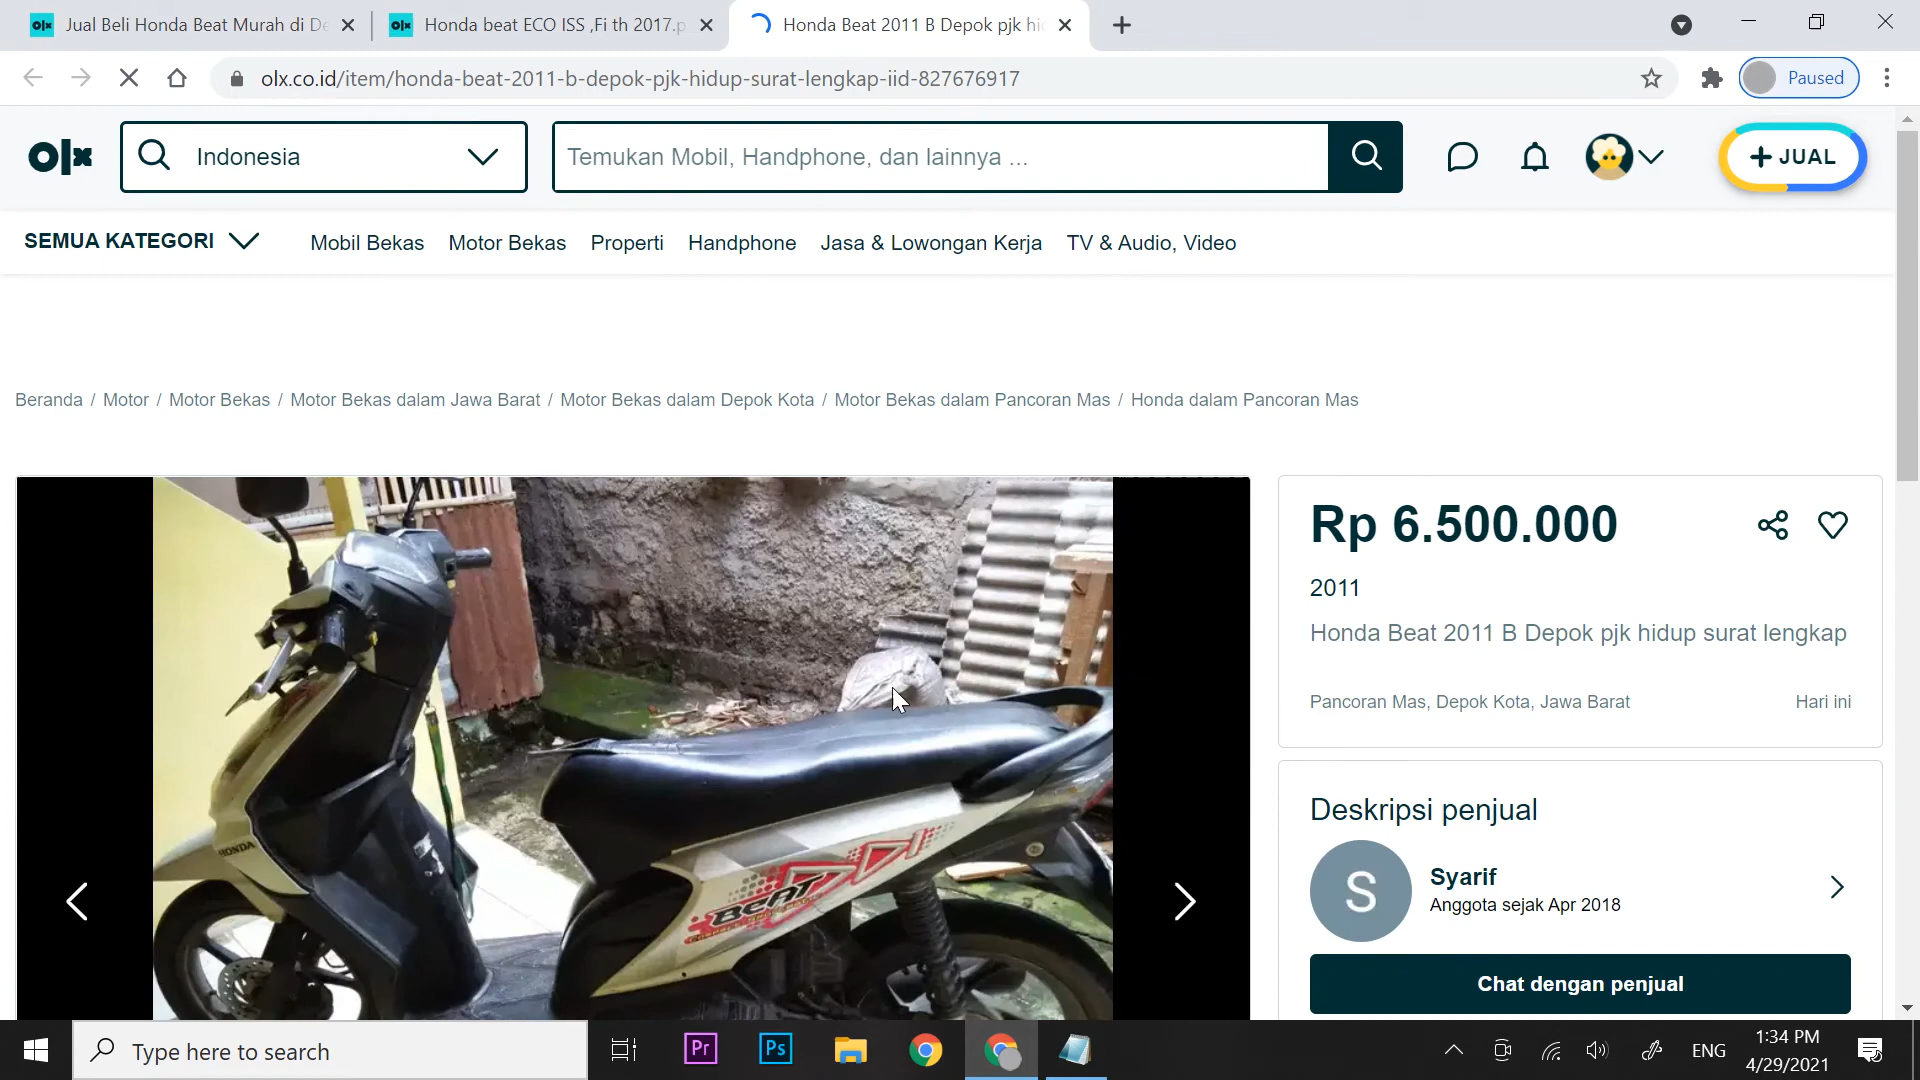 Jual Beli Honda Beat Murah di De
Honda beat ECO ISS ,Fi th 2017.p
Honda Beat 2011 B Depok pjk hid
olx.co.id/item/honda-beat-2011-b-depok-pjk-hidup-surat-lengkap-iid-827676917
Paused
olx
Indonesia
Temukan Mobil, Handphone, dan lainnya ...
+ JUAL
SEMUA KATEGORI
Mobil Bekas
Motor Bekas
Properti
Handphone
Jasa & Lowongan Kerja
TV & Audio, Video
Beranda / Motor / Motor Bekas / Motor Bekas dalam Jawa Barat / Motor Bekas dalam Depok Kota / Motor Bekas dalam Pancoran Mas / Honda dalam Pancoran Mas
HONDA
BEAT
Rp 6.500.000
2011
Honda Beat 2011 B Depok pjk hidup surat lengkap
Pancoran Mas, Depok Kota, Jawa Barat
Hari ini
Deskripsi penjual
S
Syarif
Anggota sejak Apr 2018
Chat dengan penjual
Type here to search
Pr
Ps
ENG
1:34 PM
4/29/2021